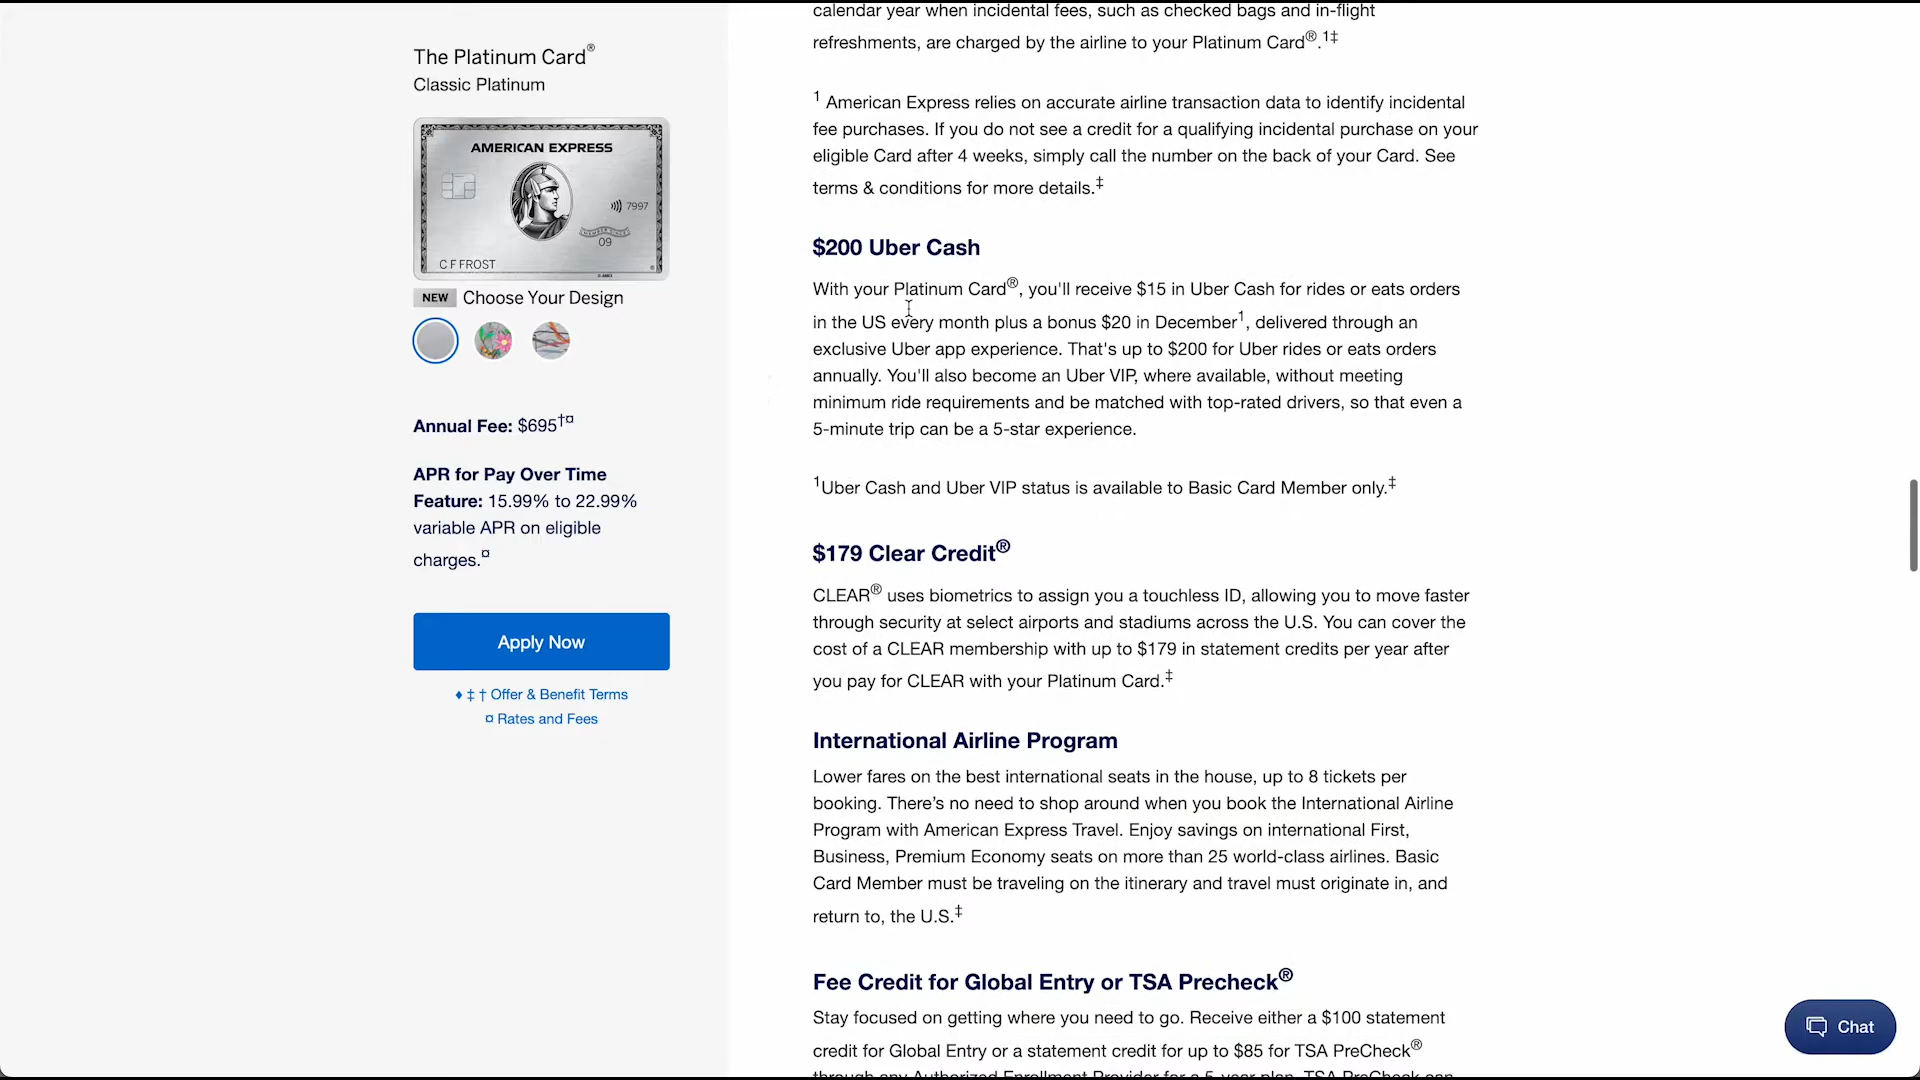 The Platinum Card®
Classic Platinum
AMERICAN EXPRESS
7997
MEMBER SINCE
09
C F FROST
NEW Choose Your Design
Annual Fee: $695†¤
APR for Pay Over Time
Feature: 15.99% to 22.99%
variable APR on eligible
charges.¤
Apply Now
♦ ‡ † Offer & Benefit Terms
¤ Rates and Fees
calendar year when incidental fees, such as checked bags and in-flight
refreshments, are charged by the airline to your Platinum Card®.1‡
1 American Express relies on accurate airline transaction data to identify incidental
fee purchases. If you do not see a credit for a qualifying incidental purchase on your
eligible Card after 4 weeks, simply call the number on the back of your Card. See
terms & conditions for more details.‡
$200 Uber Cash
With your Platinum Card®, you'll receive $15 in Uber Cash for rides or eats orders
in the US every month plus a bonus $20 in December1, delivered through an
exclusive Uber app experience. That's up to $200 for Uber rides or eats orders
annually. You'll also become an Uber VIP, where available, without meeting
minimum ride requirements and be matched with top-rated drivers, so that even a
5-minute trip can be a 5-star experience.
1Uber Cash and Uber VIP status is available to Basic Card Member only.‡
$179 Clear Credit®
CLEAR® uses biometrics to assign you a touchless ID, allowing you to move faster
through security at select airports and stadiums across the U.S. You can cover the
cost of a CLEAR membership with up to $179 in statement credits per year after
you pay for CLEAR with your Platinum Card.‡
International Airline Program
Lower fares on the best international seats in the house, up to 8 tickets per
booking. There’s no need to shop around when you book the International Airline
Program with American Express Travel. Enjoy savings on international First,
Business, Premium Economy seats on more than 25 world-class airlines. Basic
Card Member must be traveling on the itinerary and travel must originate in, and
return to, the U.S.‡
Fee Credit for Global Entry or TSA Precheck®
Stay focused on getting where you need to go. Receive either a $100 statement
credit for Global Entry or a statement credit for up to $85 for TSA PreCheck®
through any Authorized Enrollment Provider for a 5-year plan. TSA PreCheck can
Chat